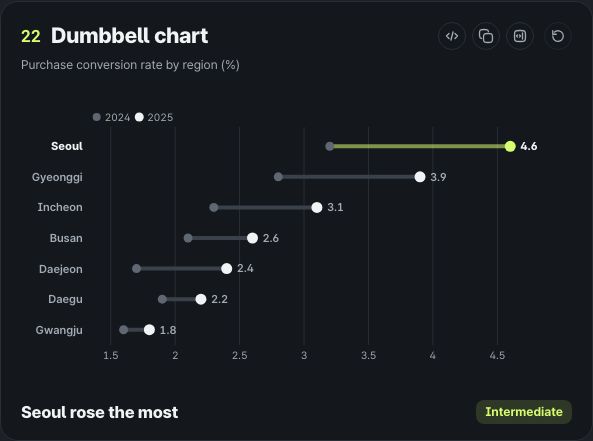 22 Dumbbell chart
Purchase conversion rate by region (%)
2024 2025
Seoul 4.6
Gyeonggi 3.9
Incheon 3.1
Busan 2.6
Daejeon 2.4
Daegu 2.2
Gwangju 1.8
1.5 2 2.5 3 3.5 4 4.5
Seoul rose the most
Intermediate